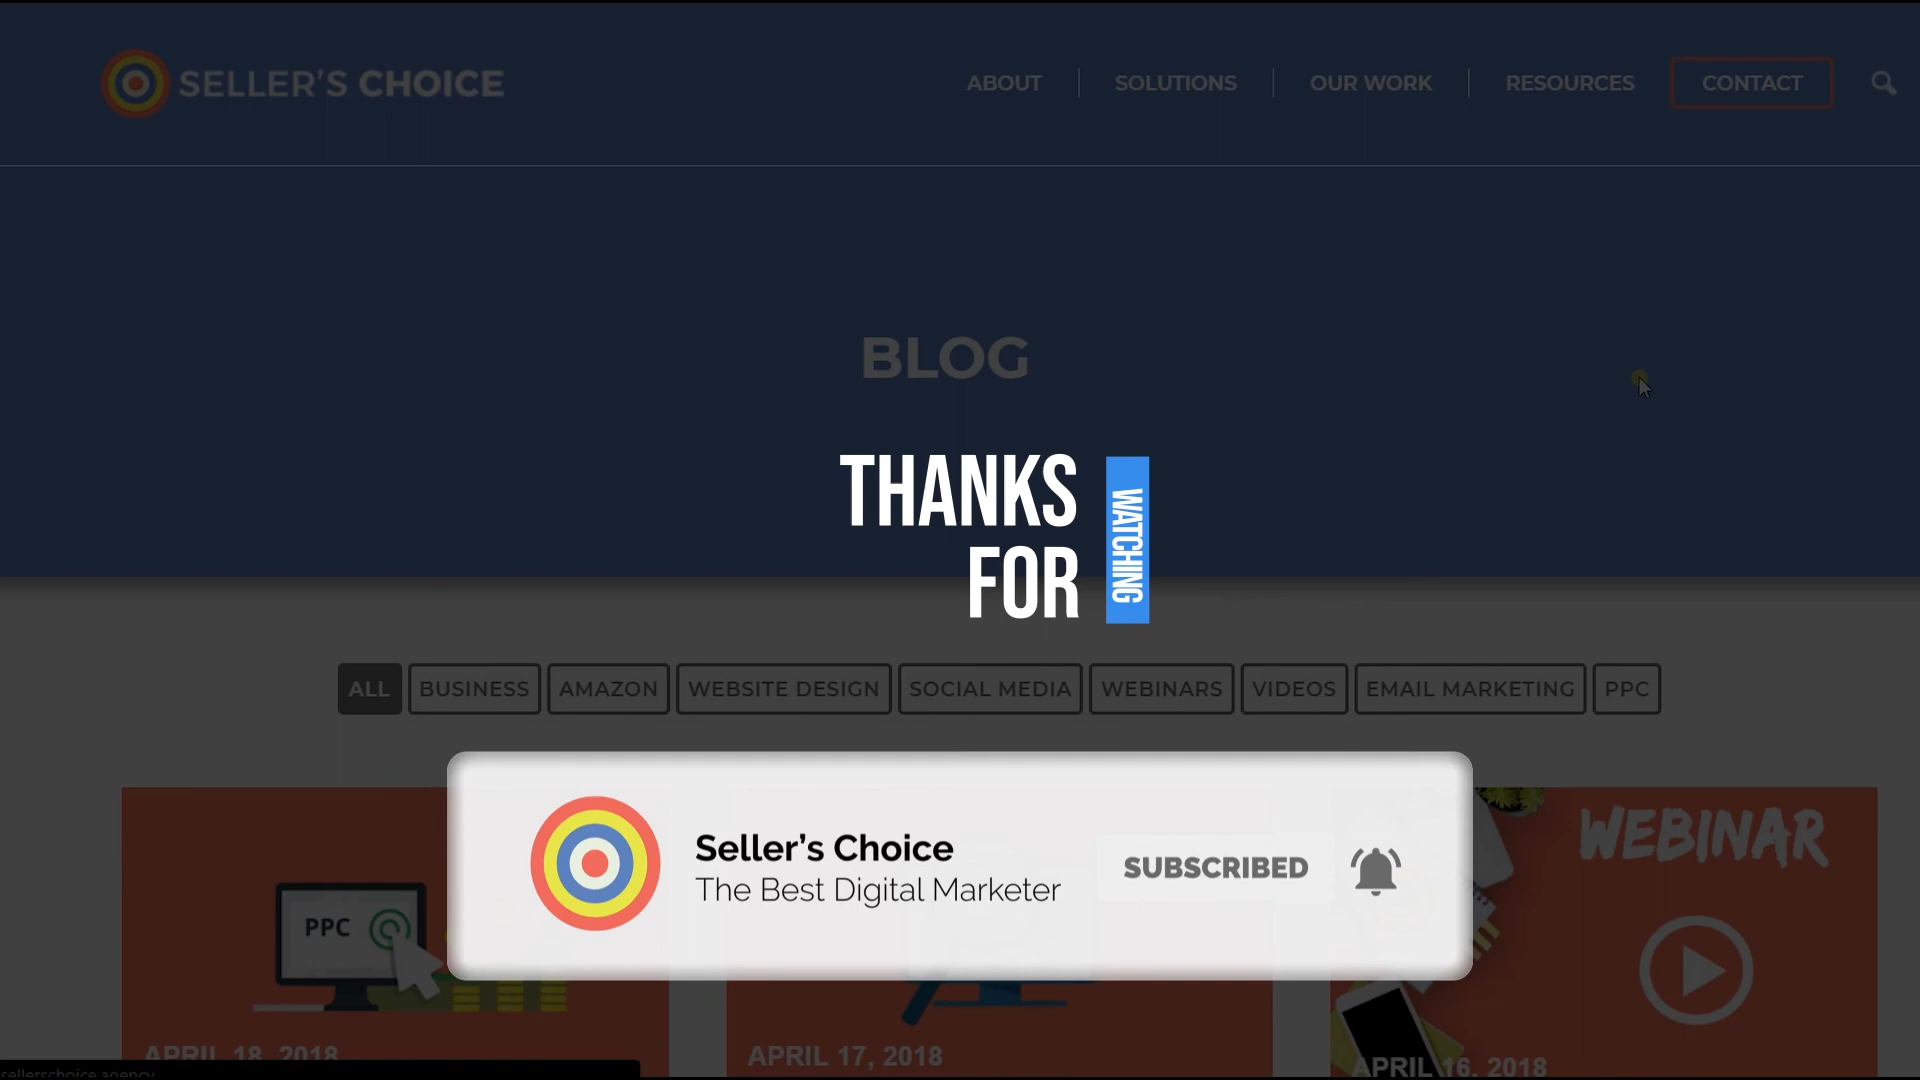 SELLER'S CHOICE
ABOUT
SOLUTIONS
OUR WORK
RESOURCES
CONTACT
BLOG
THANKS
FOR
WATCHING
ALL
BUSINESS
AMAZON
WEBSITE DESIGN
SOCIAL MEDIA
WEBINARS
VIDEOS
EMAIL MARKETING
PPC
Seller's Choice
The Best Digital Marketer
SUBSCRIBED
PPC
WEBINAR
APRIL 18, 2018
APRIL 17, 2018
APRIL 16, 2018
sellerschoice.agency